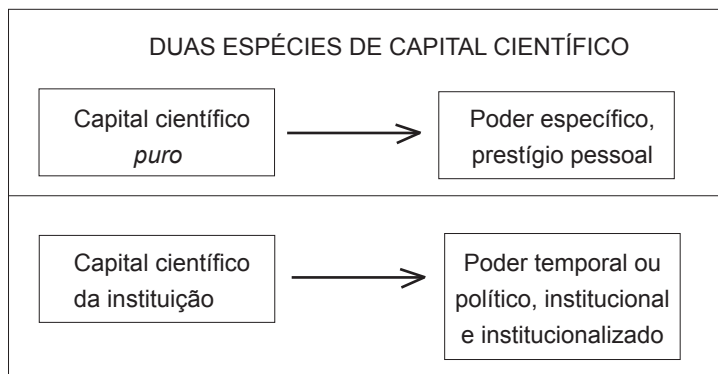 DUAS ESPÉCIES DE CAPITAL CIENTÍFICO
Capital científico
puro
Poder específico,
prestígio pessoal
Capital científico
da instituição
Poder temporal ou
político, institucional
e institucionalizado